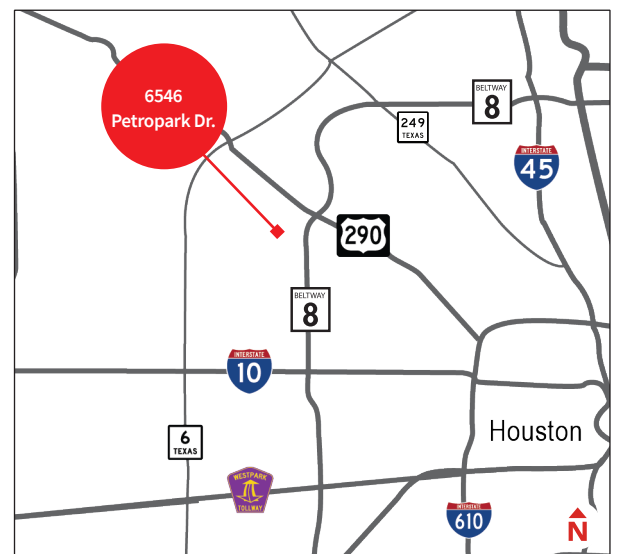 6546
Petropark Dr.
BELTWAY
8
249
TEXAS
INTERSTATE
45
290
BELTWAY
8
INTERSTATE
10
Houston
6
TEXAS
WESTPARK
TOLLWAY
INTERSTATE
610
N